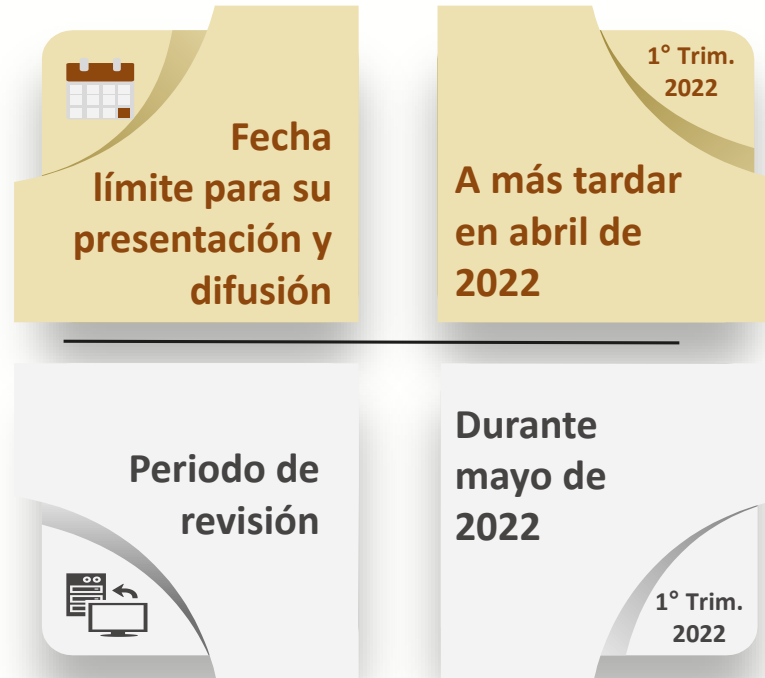 Fecha
límite para su
presentación y
difusión
1° Trim.
2022
A más tardar
en abril de
2022
Periodo de
revisión
Durante
mayo de
2022
1° Trim.
2022